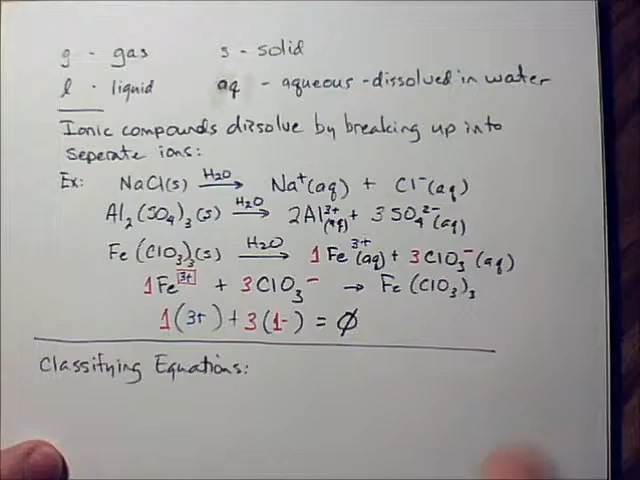 g - gas s - solid
l - liquid aq - aqueous - dissolved in water
Ionic compounds dissolve by breaking up into
seperate ions:
Ex: NaCl(s) —H₂O→ Na⁺(aq) + Cl⁻(aq)
Al₂(SO₄)₃(s) —H₂O→ 2Al³⁺(aq) + 3SO₄²⁻(aq)
Fe(ClO₃)₃(s) —H₂O→ 1Fe³⁺(aq) + 3ClO₃⁻(aq)
1Fe³⁺ + 3ClO₃⁻ → Fe(ClO₃)₃
1(3+) + 3(1-) = ∅
Classifying Equations: